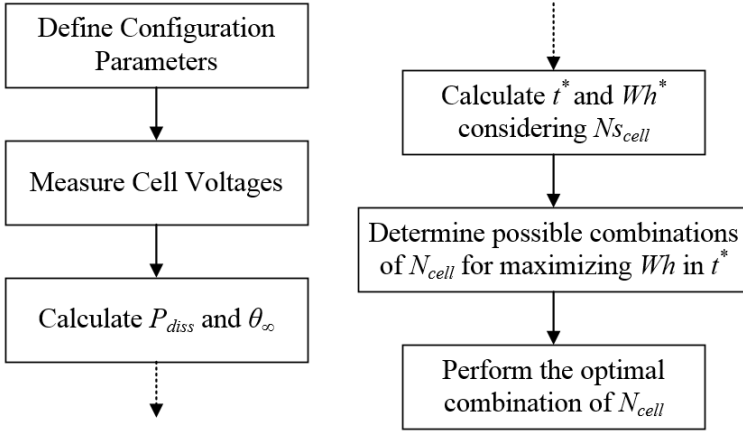 Define Configuration
Parameters
Measure Cell Voltages
Calculate P_diss and θ_∞
Calculate t* and Wh*
considering Ns_cell
Determine possible combinations
of N_cell for maximizing Wh in t*
Perform the optimal
combination of N_cell